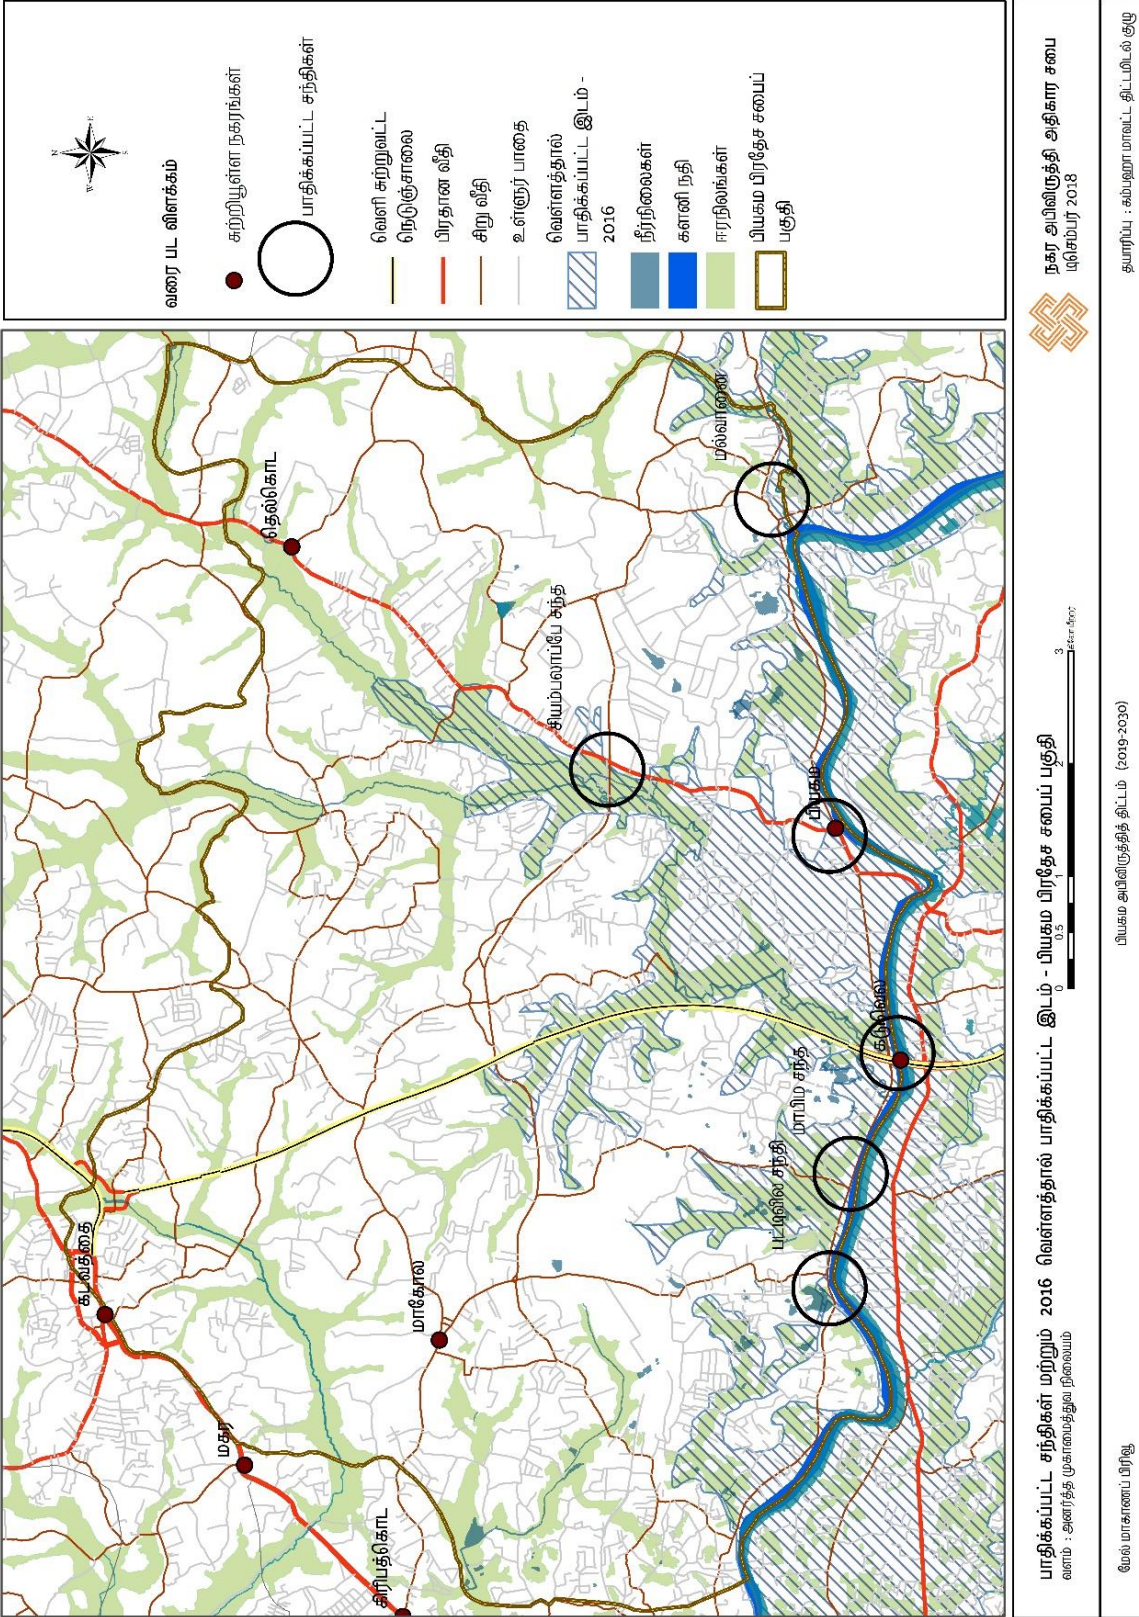 வரை பட விளக்கம்
சுற்றியுள்ள நகரங்கள்
பாதிக்கப்பட்ட சந்திகள்
வெளி சுற்றுவட்ட
நெடுஞ்சாலை
பிரதான வீதி
சிறு வீதி
உள்ளூர் பாதை
வெள்ளத்தால்
பாதிக்கப்பட்ட இடம் -
2016
நீர்நிலைகள்
களனி நதி
ஈரநிலங்கள்
பியகம பிரதேச சபைப்
பகுதி
N
E
S
W
தெல்கொட
மல்வானை
சியம்பலாப்பே சந்த
பியகம
கடுவெல
மாபிம சந்த
பட்டிவில சந்தி
கடவத்தை
மாகோல
மகர
கிரிபத்கொட
பாதிக்கப்பட்ட சந்திகள் மற்றும் 2016 வெள்ளத்தால் பாதிக்கப்பட்ட இடம் - பியகம பிரதேச சபைப் பகுதி
வளம் : அனர்த்த முகாமைத்துவ நிலையம்
0 0.5 1 2 3
நகர அபிவிருத்தி அதிகார சபை
டிசெம்பர் 2018
மேல் மாகாணப் பிரிவு
பியகம அபிவிருத்தித் திட்டம் (2019-2030)
தயாரிப்பு : கம்பஹா மாவட்ட திட்டமிடல் குழு